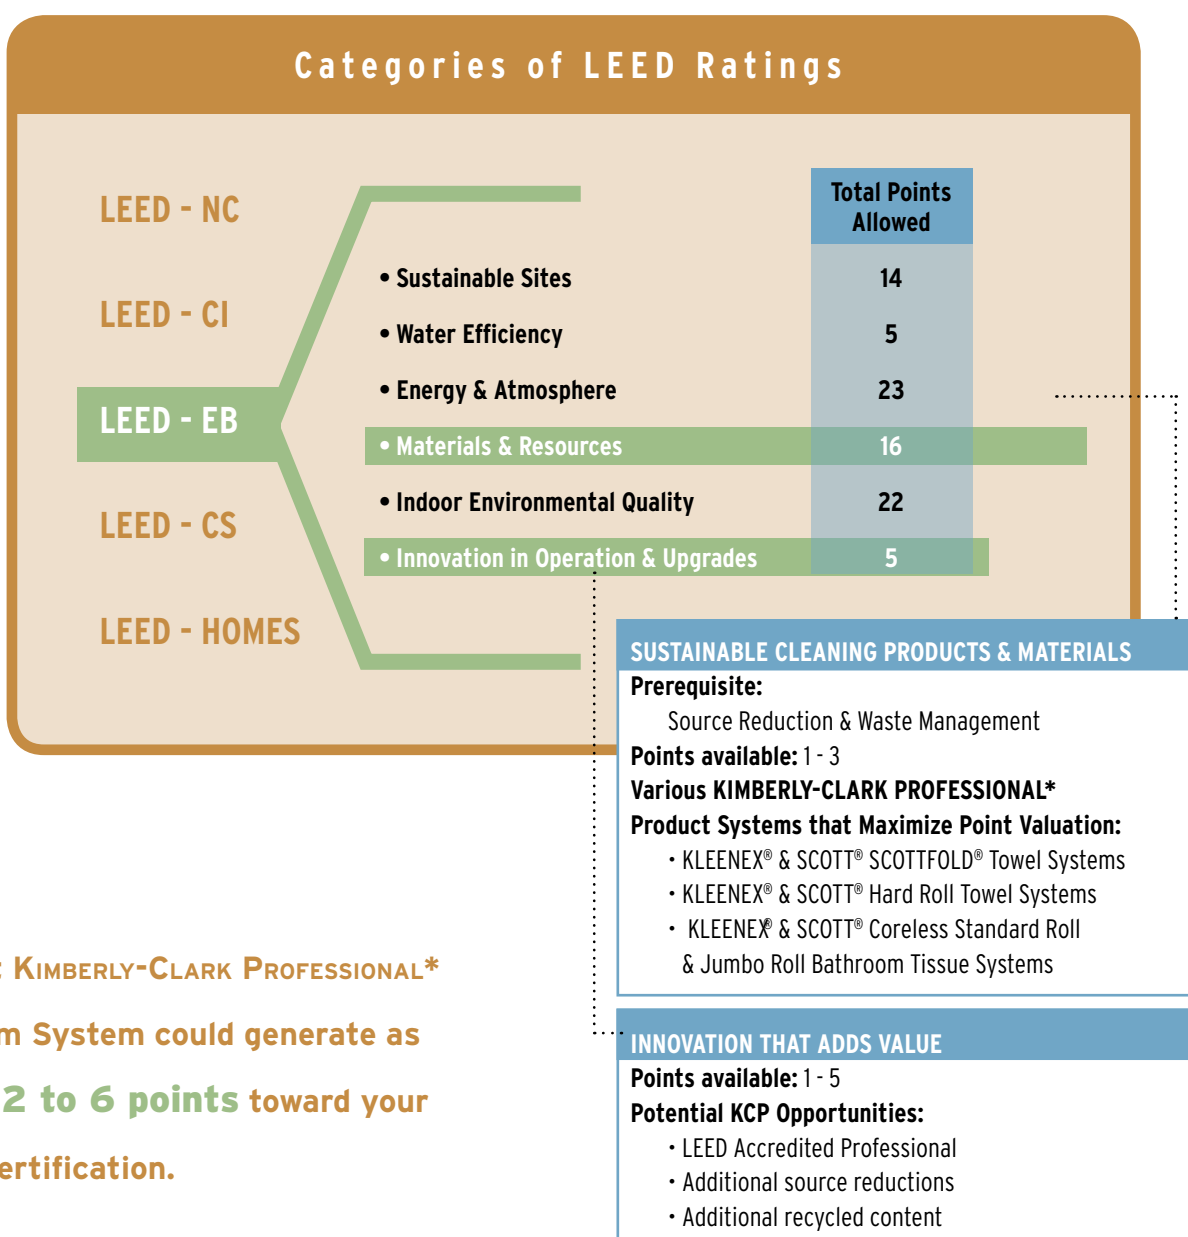 Categories of LEED Ratings
LEED - NC
LEED - CI
LEED - EB
LEED - CS
LEED - HOMES
Total Points
Allowed
• Sustainable Sites 14
• Water Efficiency 5
• Energy & Atmosphere 23
• Materials & Resources 16
• Indoor Environmental Quality 22
• Innovation in Operation & Upgrades 5
SUSTAINABLE CLEANING PRODUCTS & MATERIALS
Prerequisite:
Source Reduction & Waste Management
Points available: 1 - 3
Various KIMBERLY-CLARK PROFESSIONAL*
Product Systems that Maximize Point Valuation:
• KLEENEX® & SCOTT® SCOTTFOLD® Towel Systems
• KLEENEX® & SCOTT® Hard Roll Towel Systems
• KLEENEX® & SCOTT® Coreless Standard Roll
& Jumbo Roll Bathroom Tissue Systems
KIMBERLY-CLARK PROFESSIONAL*
m System could generate as
2 to 6 points toward your
ertification.
INNOVATION THAT ADDS VALUE
Points available: 1 - 5
Potential KCP Opportunities:
• LEED Accredited Professional
• Additional source reductions
• Additional recycled content